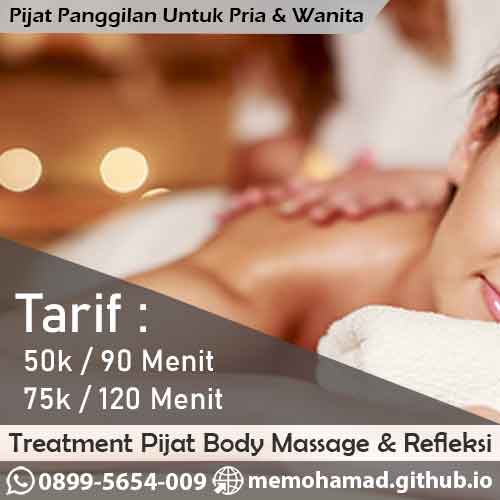 Pijat Panggilan Untuk Pria & Wanita
Tarif :
50k / 90 Menit
75k / 120 Menit
Treatment Pijat Body Massage & Refleksi
0899-5654-009 memohamad.github.io